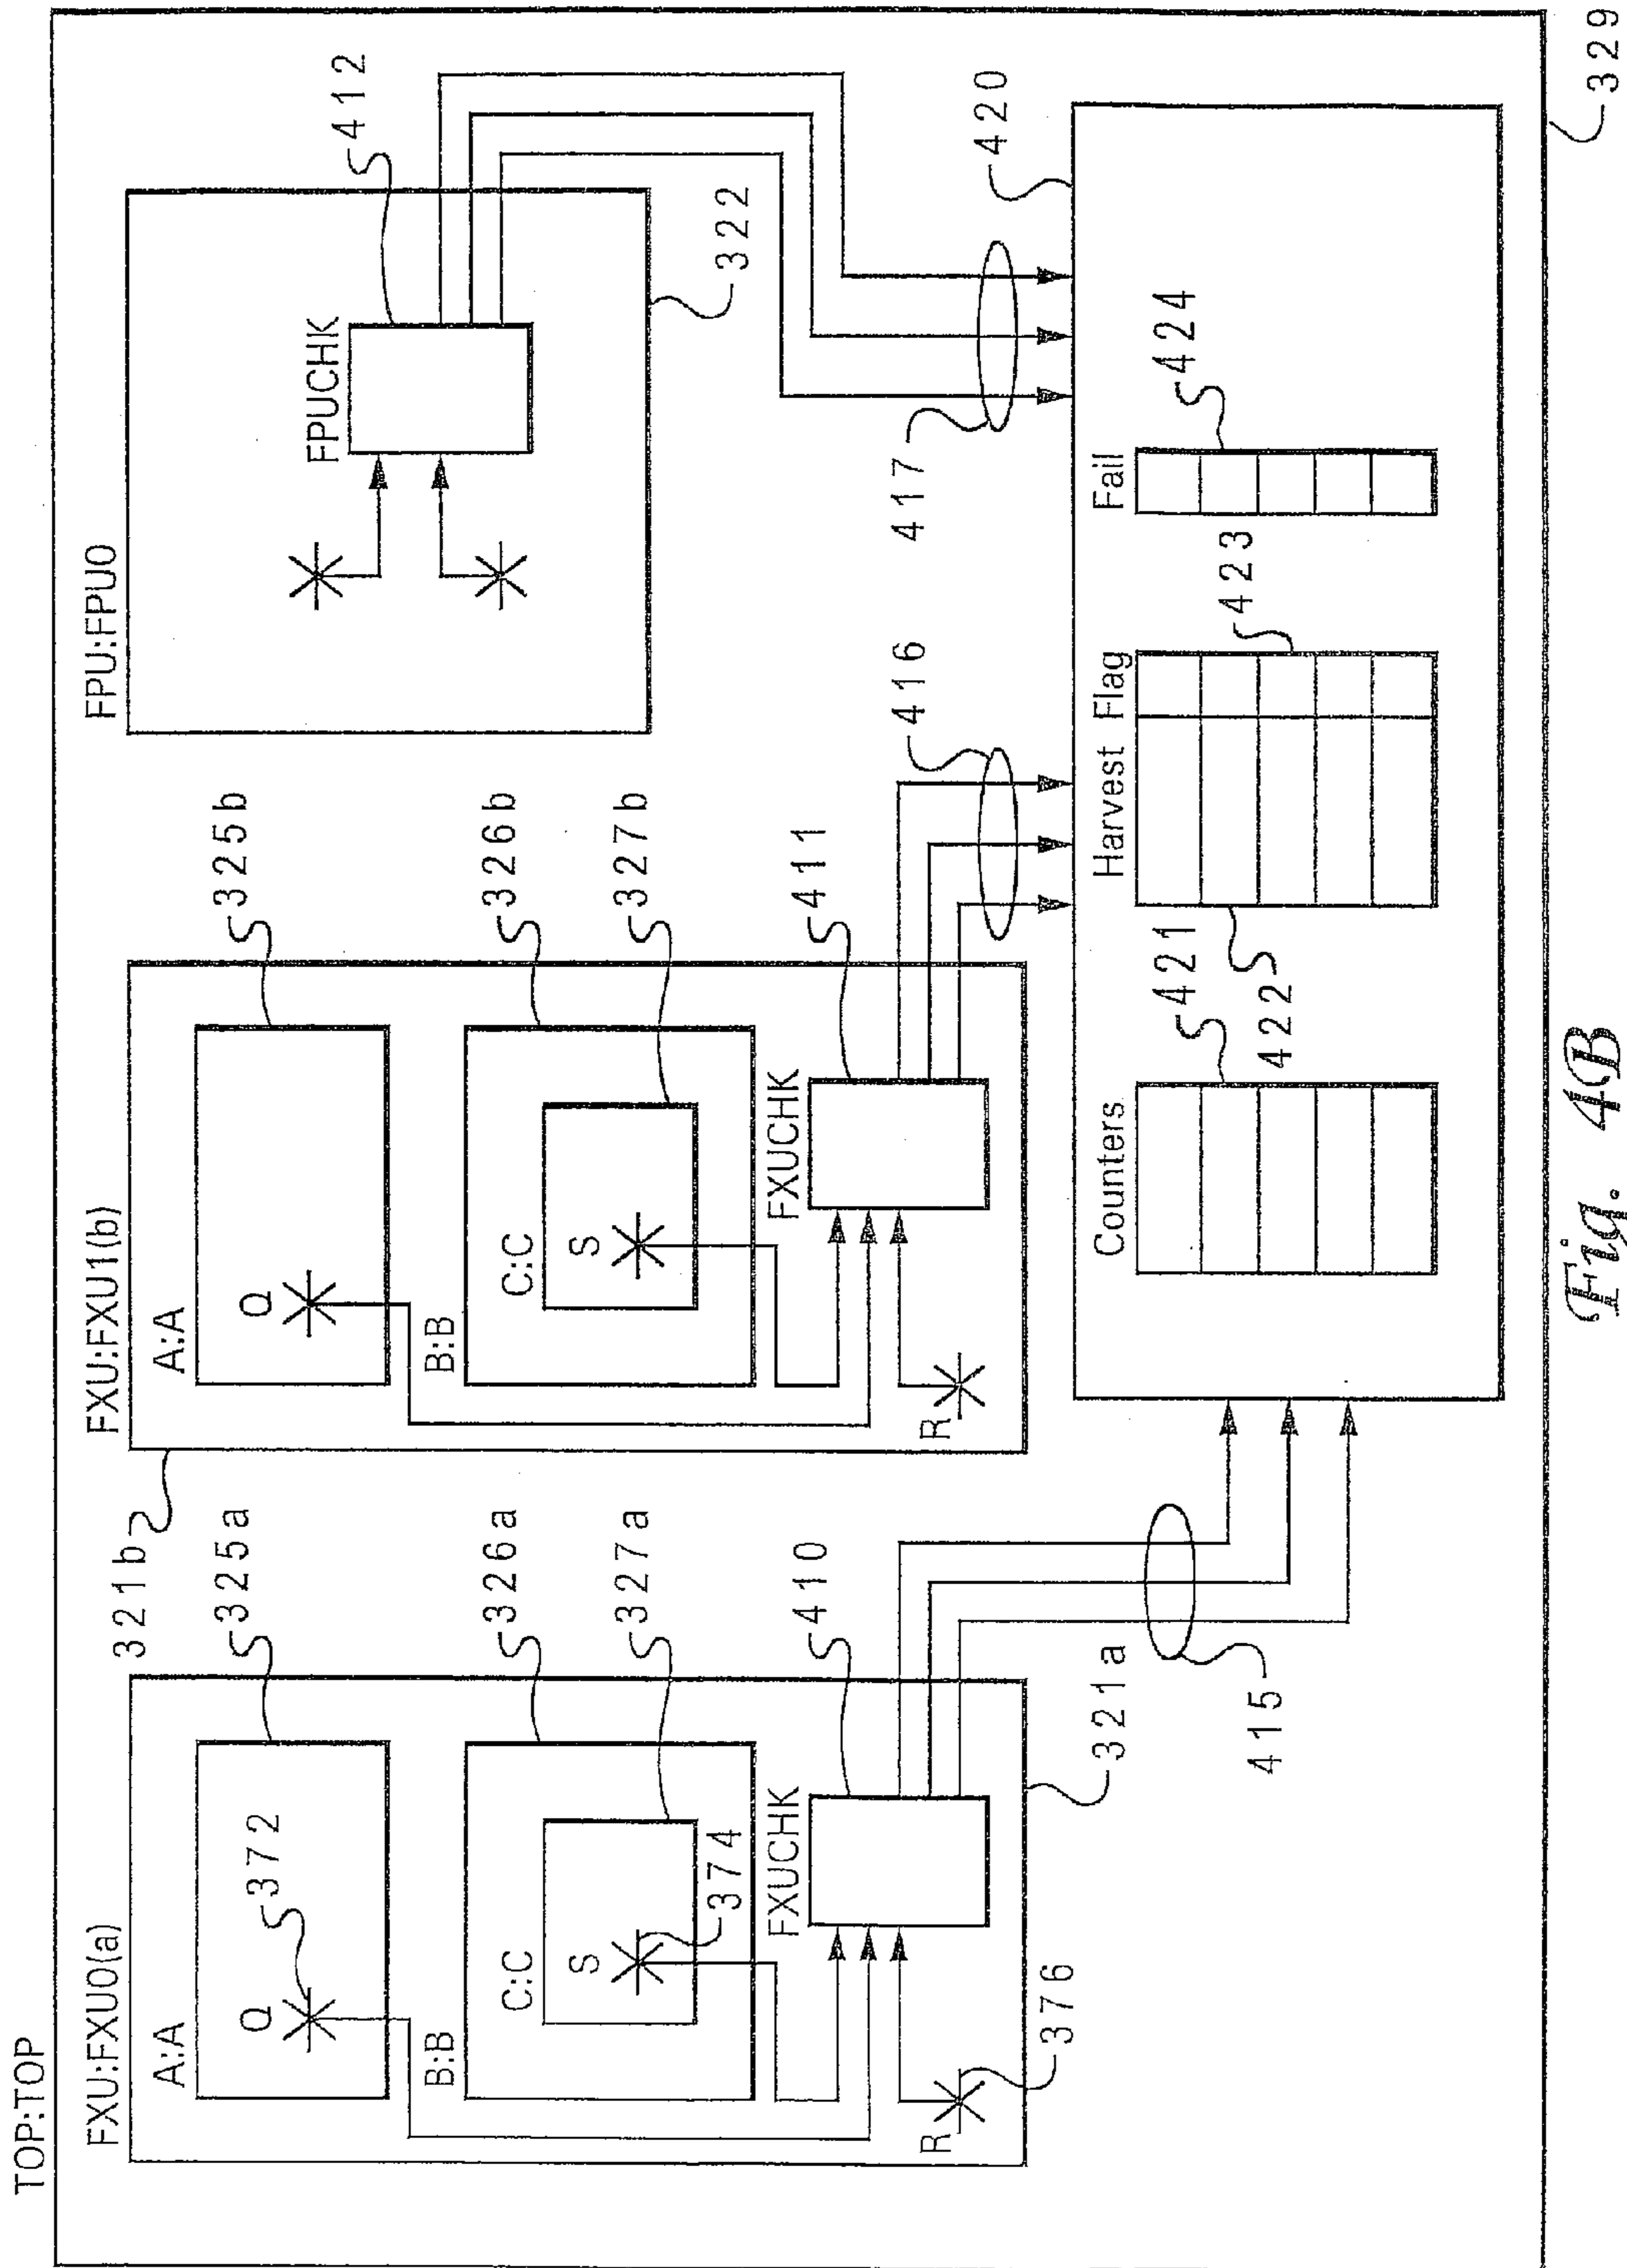 TOP:TOP
FXU:FXU0(a)
A:A
Q
372
325a
321b
B:B
C:C
S
374
326a
327a
FXUCHK
410
R
376
321a
415
FXU:FXU1(b)
A:A
Q
325b
B:B
C:C
S
326b
327b
FXUCHK
411
R
416
FPU:FPU0
FPUCHK
412
322
417
420
Counters
421
422
Harvest Flag
423
Fail
424
329
Fig. 4B